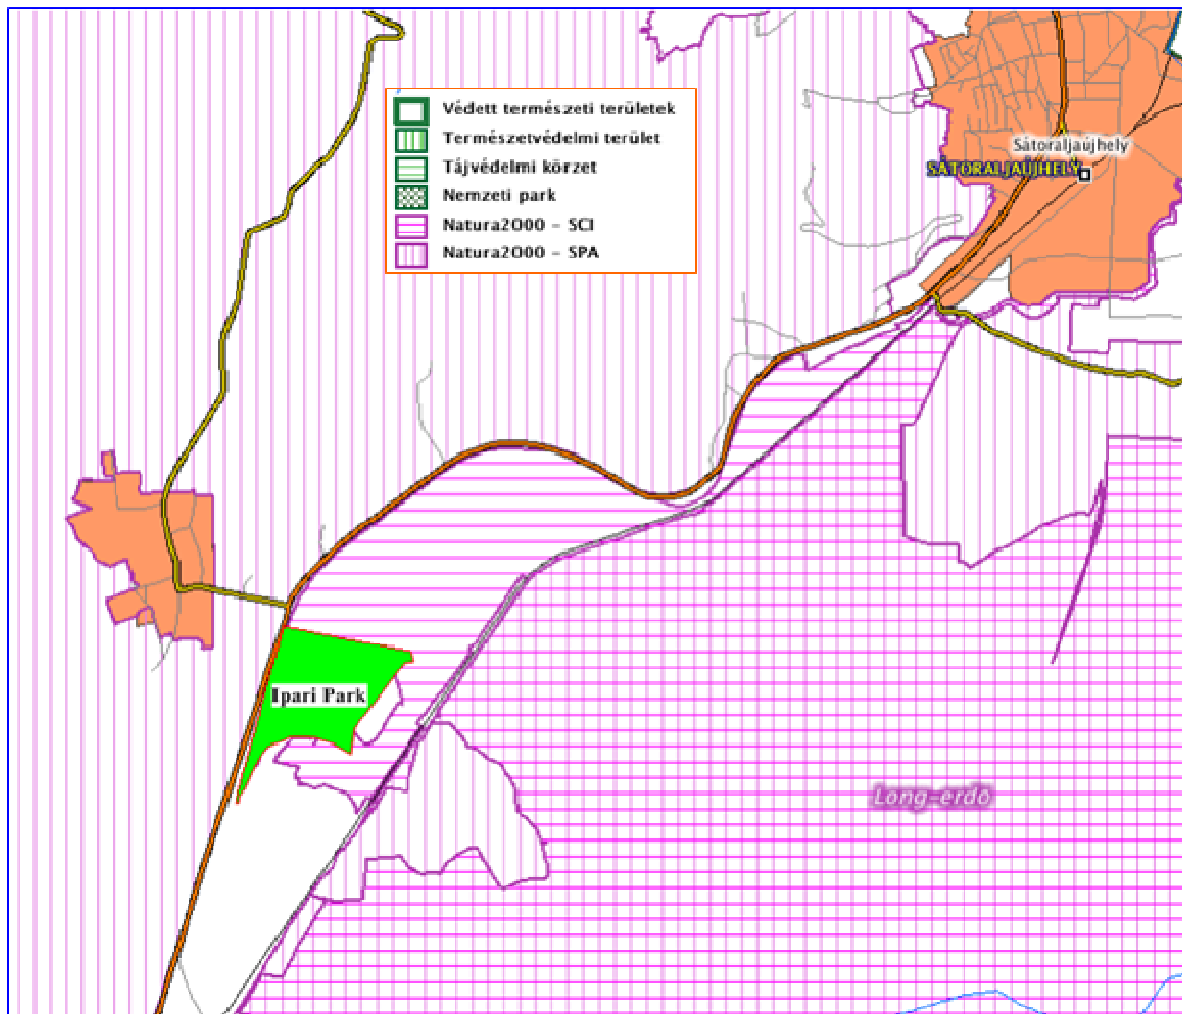 Védett természeti területek
Természetvédelmi terület
Tájvédelmi körzet
Nemzeti park
Natura2000 - SCI
Natura2000 - SPA
Sátoraljaújhely
SÁTORALJAÚJHELY
Ipari Park
Long-erdő